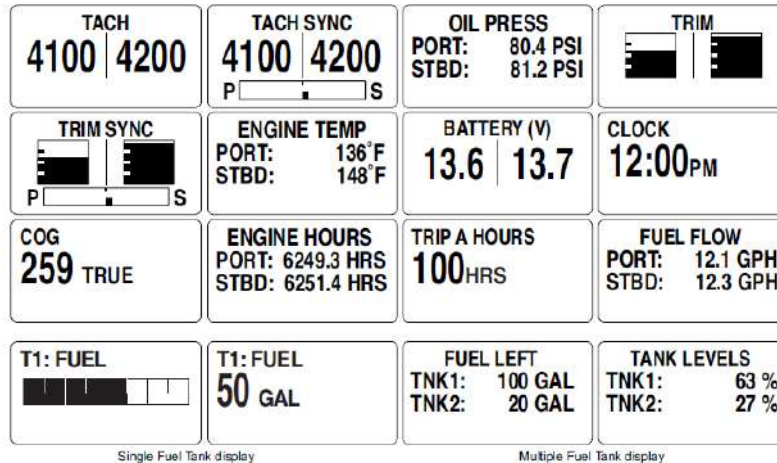 TACH
4100 4200
TACH SYNC
4100 4200
P S
OIL PRESS
PORT: 80.4 PSI
STBD: 81.2 PSI
TRIM
TRIM SYNC
P S
ENGINE TEMP
PORT: 136°F
STBD: 148°F
BATTERY (V)
13.6 13.7
CLOCK
12:00PM
COG
259 TRUE
ENGINE HOURS
PORT: 6249.3 HRS
STBD: 6251.4 HRS
TRIP A HOURS
100HRS
FUEL FLOW
PORT: 12.1 GPH
STBD: 12.3 GPH
T1: FUEL
T1: FUEL
50 GAL
FUEL LEFT
TNK1: 100 GAL
TNK2: 20 GAL
TANK LEVELS
TNK1: 63 %
TNK2: 27 %
Single Fuel Tank display
Multiple Fuel Tank display